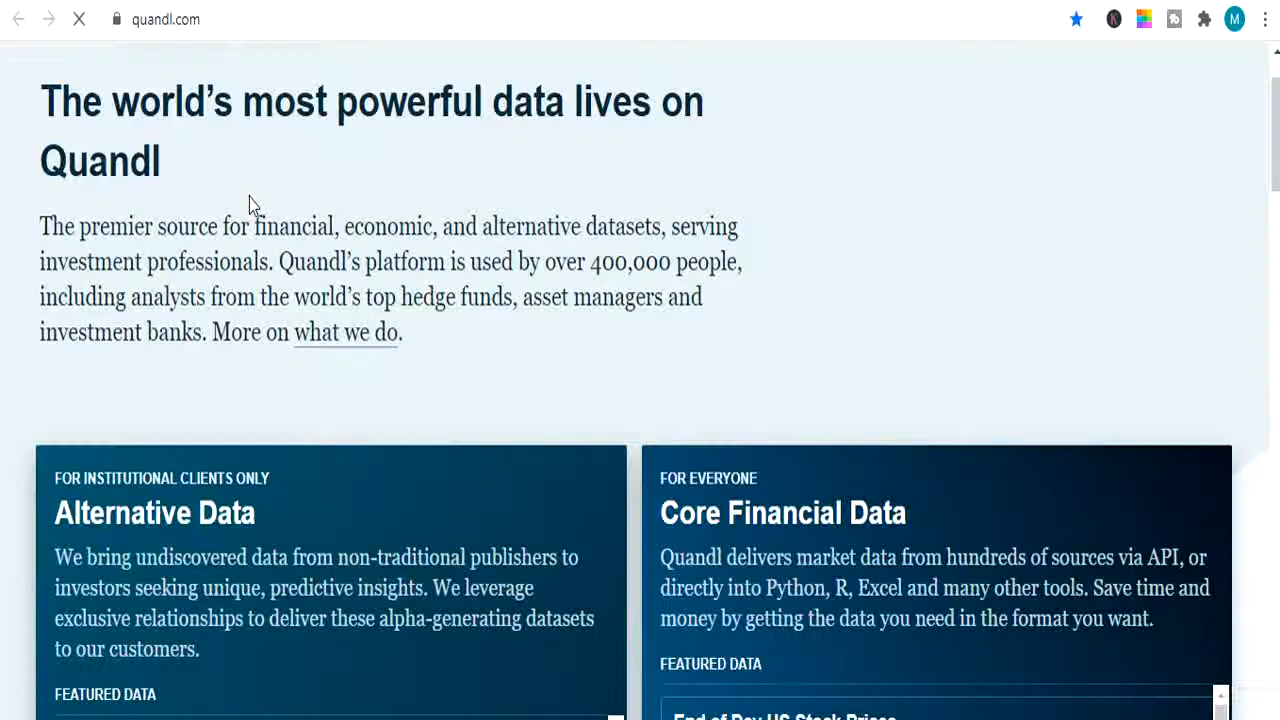 quandl.com
M
The world’s most powerful data lives on
Quandl
The premier source for financial, economic, and alternative datasets, serving
investment professionals. Quandl’s platform is used by over 400,000 people,
including analysts from the world’s top hedge funds, asset managers and
investment banks. More on what we do.
FOR INSTITUTIONAL CLIENTS ONLY
Alternative Data
We bring undiscovered data from non-traditional publishers to
investors seeking unique, predictive insights. We leverage
exclusive relationships to deliver these alpha-generating datasets
to our customers.
FEATURED DATA
FOR EVERYONE
Core Financial Data
Quandl delivers market data from hundreds of sources via API, or
directly into Python, R, Excel and many other tools. Save time and
money by getting the data you need in the format you want.
FEATURED DATA
End of Day US Stock Prices